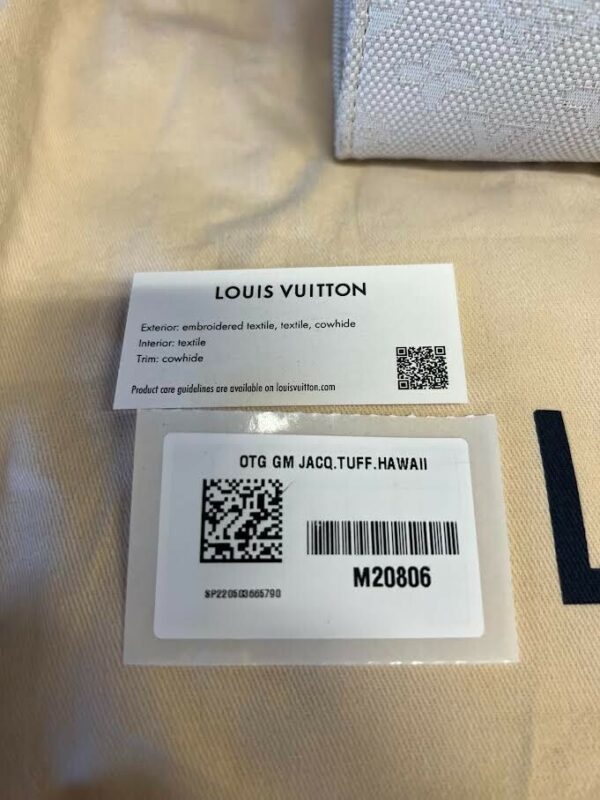 LOUIS VUITTON
Exterior: embroidered textile, textile, cowhide
Interior: textile
Trim: cowhide
Product care guidelines are available on louisvuitton.com
OTG GM JACQ.TUFF.HAWAII
M20806
SP220503665790
L